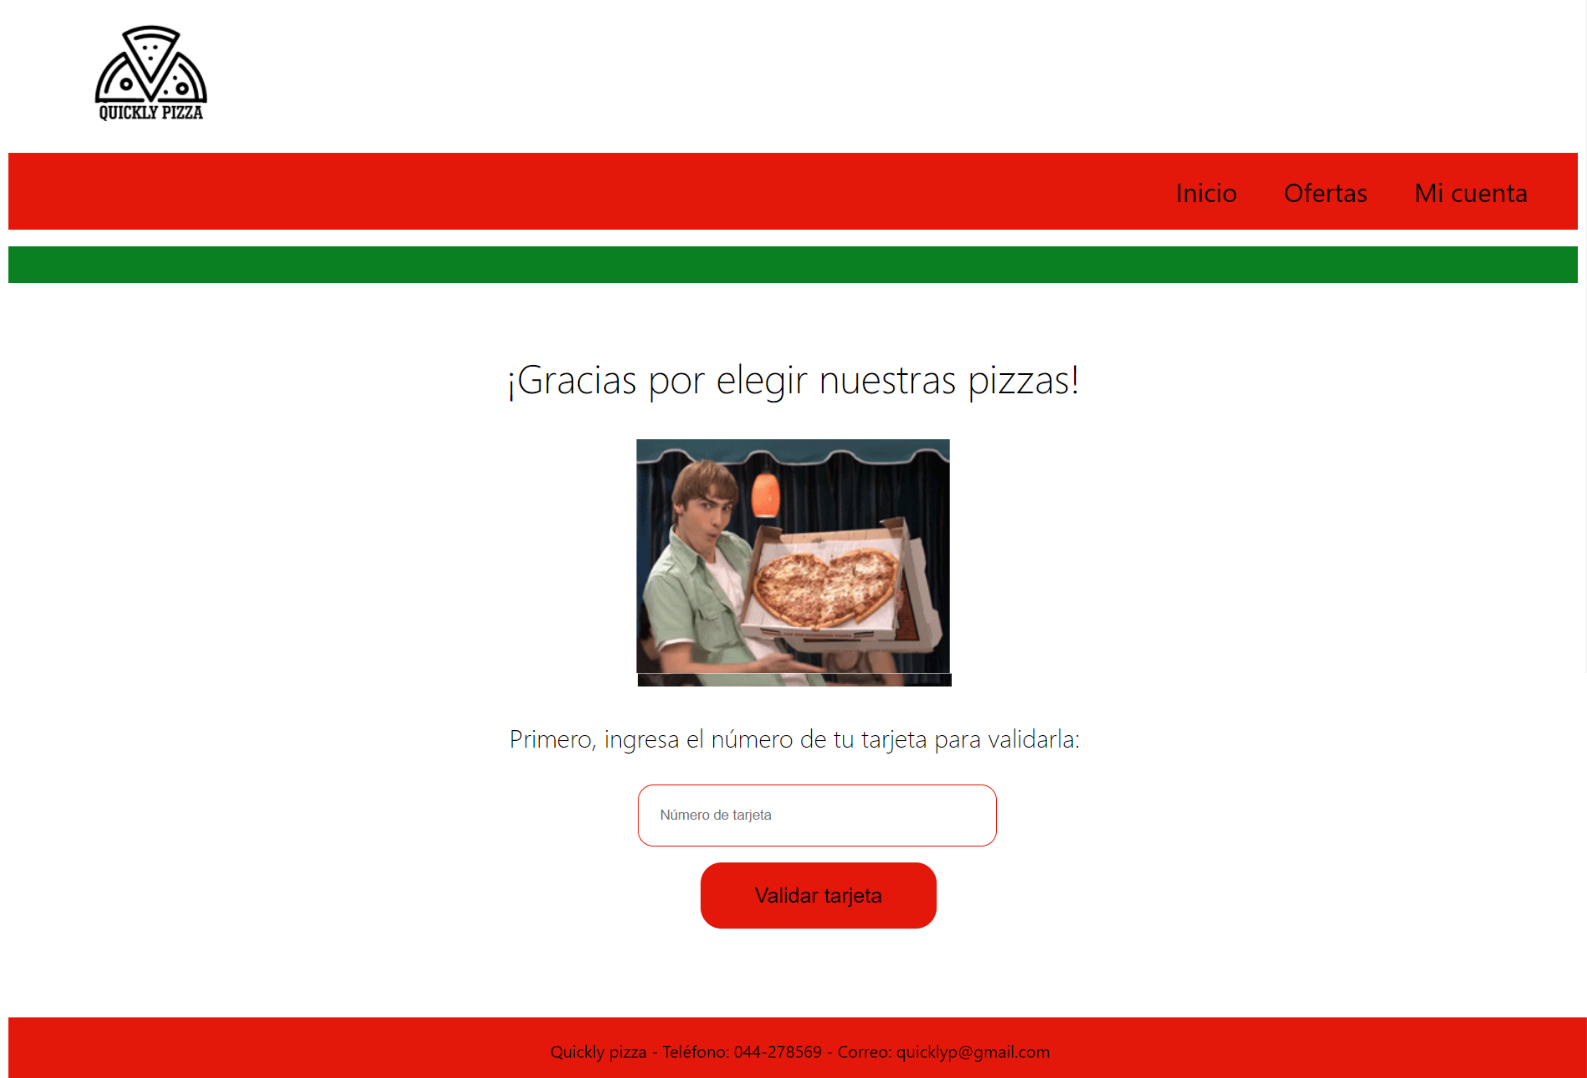 QUICKLY PIZZA
Inicio Ofertas Mi cuenta
¡Gracias por elegir nuestras pizzas!
Primero, ingresa el número de tu tarjeta para validarla:
Número de tarjeta
Validar tarjeta
Quickly pizza - Teléfono: 044-278569 - Correo: quicklyp@gmail.com